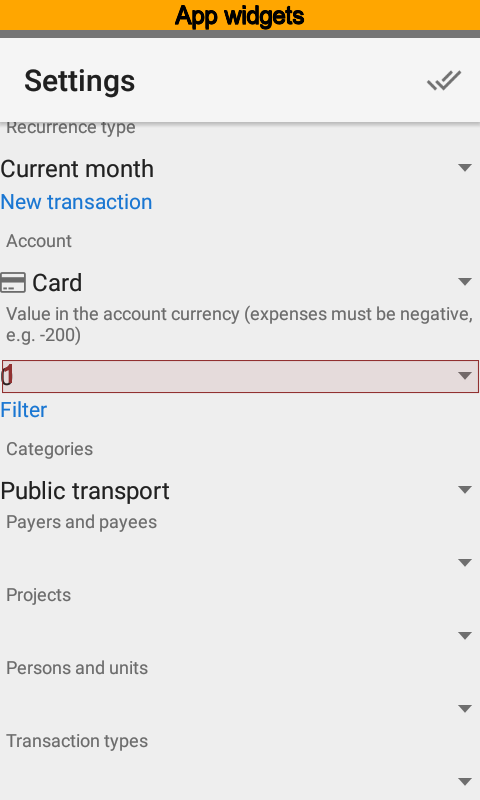 App widgets
Settings
Recurrence type
Current month
New transaction
Account
Card
Value in the account currency (expenses must be negative,
e.g. -200)
Filter
Categories
Public transport
Payers and payees
Projects
Persons and units
Transaction types